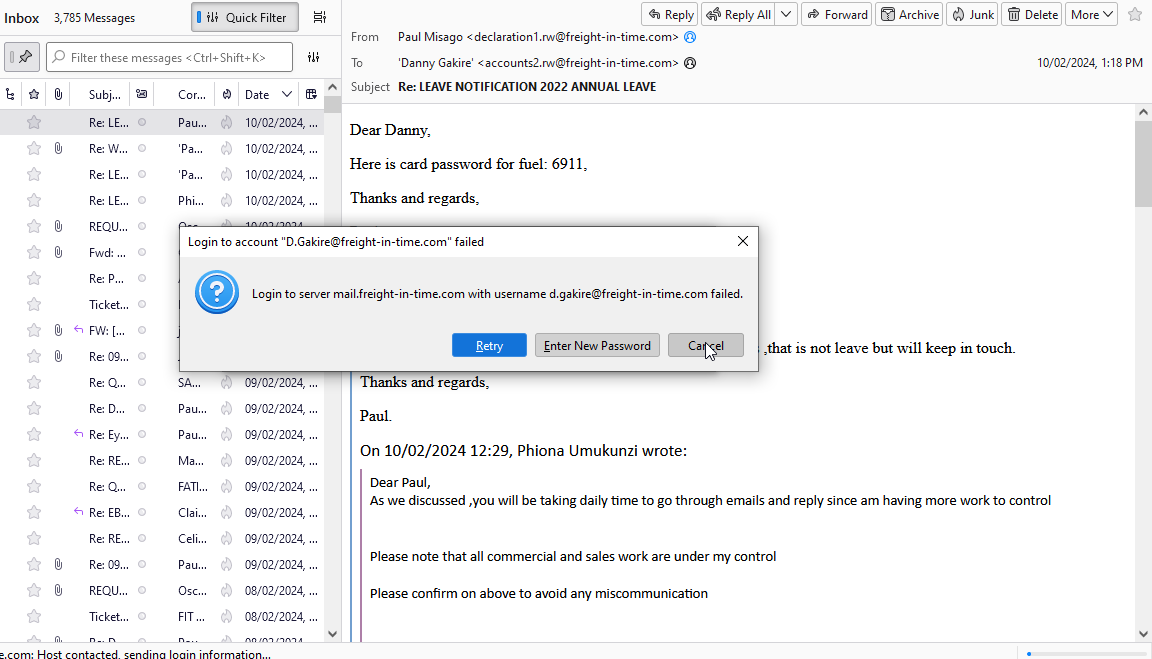 Inbox 3,785 Messages Quick Filter
Filter these messages <Ctrl+Shift+K>
Subj... Cor... Date
Re: LE... Pau... 10/02/2024, ...
Re: W... 'Pa... 10/02/2024, ...
Re: LE... 'Pa... 10/02/2024, ...
Re: LE... Phi... 10/02/2024, ...
REQU... Osc... 10/02/2024, ...
Fwd: ...
Re: P...
Ticket...
FW: [...
Re: 09...
Re: Q... SA... 09/02/2024, ...
Re: D... Pau... 09/02/2024, ...
Re: Ey... Pau... 09/02/2024, ...
Re: RE... Ma... 09/02/2024, ...
Re: Q... FATI... 09/02/2024, ...
Re: EB... Clai... 09/02/2024, ...
Re: RE... Celi... 09/02/2024, ...
Re: 09... Pau... 09/02/2024, ...
REQU... Osc... 08/02/2024, ...
Ticket... FIT ... 08/02/2024, ...
Re: D... Pau... 08/02/2024, ...
e.com: Host contacted, sending login information...
Reply Reply All Forward Archive Junk Delete More
From Paul Misago <declaration1.rw@freight-in-time.com>
To 'Danny Gakire' <accounts2.rw@freight-in-time.com> 10/02/2024, 1:18 PM
Subject Re: LEAVE NOTIFICATION 2022 ANNUAL LEAVE
Dear Danny,
Here is card password for fuel: 6911,
Thanks and regards,
Login to account "D.Gakire@freight-in-time.com" failed
Login to server mail.freight-in-time.com with username d.gakire@freight-in-time.com failed.
Retry Enter New Password Cancel
,that is not leave but will keep in touch.
Thanks and regards,
Paul.
On 10/02/2024 12:29, Phiona Umukunzi wrote:
Dear Paul,
As we discussed ,you will be taking daily time to go through emails and reply since am having more work to control
Please note that all commercial and sales work are under my control
Please confirm on above to avoid any miscommunication